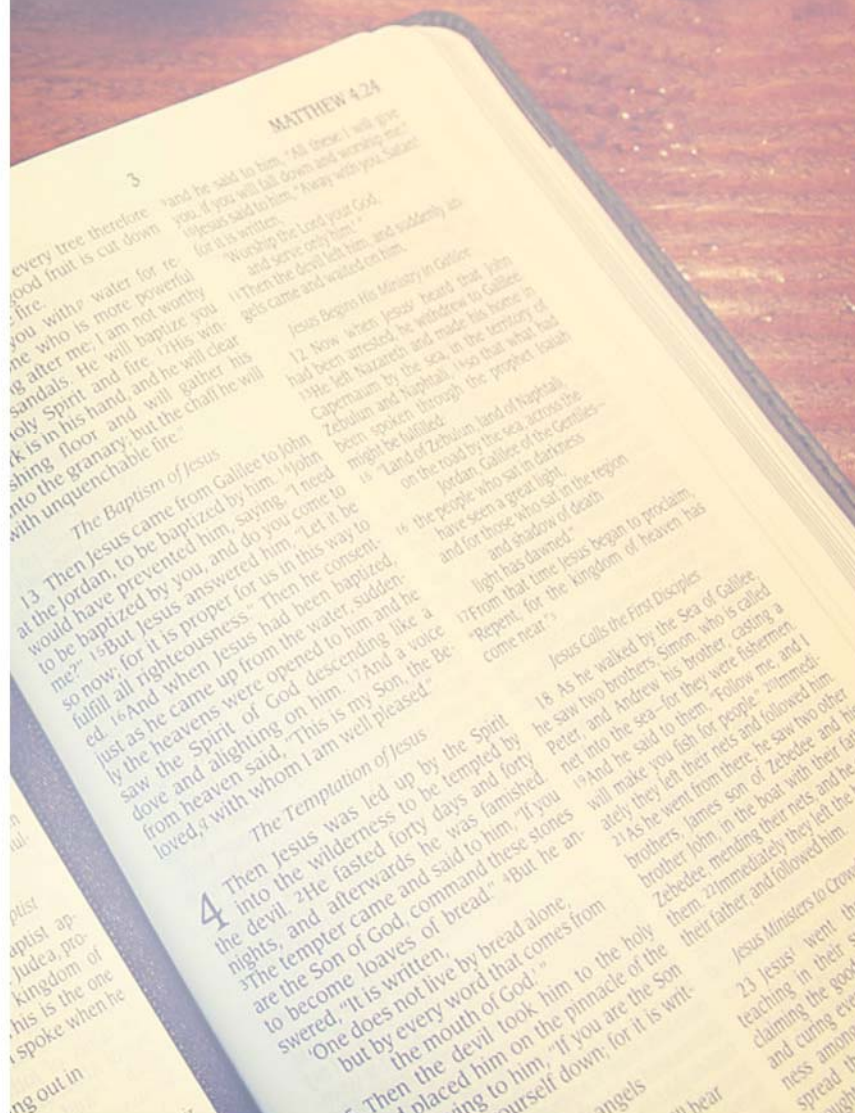 MATTHEW 4:24
3
every tree therefore
good fruit is cut down
fire.
you with water for re-
one who is more powerful
g after me; I am not worthy
sandals. He will baptize you
oly Spirit and fire. 12His win-
rk is in his hand, and he will clear
shing floor and will gather his
into the granary; but the chaff he will
with unquenchable fire."
The Baptism of Jesus
13 Then Jesus came from Galilee to John
at the Jordan, to be baptized by him. 14John
would have prevented him, saying, "I need
to be baptized by you, and do you come to
me?" 15But Jesus answered him, "Let it be
so now; for it is proper for us in this way to
fulfill all righteousness." Then he consent-
ed. 16And when Jesus had been baptized,
just as he came up from the water, sudden-
ly the heavens were opened to him and he
saw the Spirit of God descending like a
dove and alighting on him. 17And a voice
from heaven said, "This is my Son, the Be-
loved,q with whom I am well pleased."
The Temptation of Jesus
4 Then Jesus was led up by the Spirit
into the wilderness to be tempted by
the devil. 2He fasted forty days and forty
nights, and afterwards he was famished.
3The tempter came and said to him, "If you
are the Son of God, command these stones
to become loaves of bread." 4But he an-
swered, "It is written,
'One does not live by bread alone,
but by every word that comes from
the mouth of God.'"
Then the devil took him to the holy
placed him on the pinnacle of the
ing to him, "If you are the Son
ourself down; for it is writ-
angels
bear
9and he said to him, "All these I will give
you, if you will fall down and worship me."
10Jesus said to him, "Away with you, Satan!
for it is written,
'Worship the Lord your God,
and serve only him.'"
11Then the devil left him, and suddenly an-
gels came and waited on him.
Jesus Begins His Ministry in Galilee
12 Now when Jesus heard that John
had been arrested, he withdrew to Galilee.
13He left Nazareth and made his home in
Capernaum by the sea, in the territory of
Zebulun and Naphtali, 14so that what had
been spoken through the prophet Isaiah
might be fulfilled:
15 "Land of Zebulun, land of Naphtali,
on the road by the sea, across the
Jordan, Galilee of the Gentiles—
16 the people who sat in darkness
have seen a great light,
and for those who sat in the region
and shadow of death
light has dawned."
17From that time Jesus began to proclaim,
"Repent, for the kingdom of heaven has
come near."s
Jesus Calls the First Disciples
18 As he walked by the Sea of Galilee,
he saw two brothers, Simon, who is called
Peter, and Andrew his brother, casting a
net into the sea—for they were fishermen.
19And he said to them, "Follow me, and I
will make you fish for people." 20Immedi-
ately they left their nets and followed him.
21As he went from there, he saw two other
brothers, James son of Zebedee and his
brother John, in the boat with their fat
Zebedee, mending their nets, and he
them. 22Immediately they left the b
their father, and followed him.
Jesus Ministers to Crow
23 Jesus went th
teaching in their s
claiming the good
and curing eve
ness among
spread th
ptist
aptist ap-
Judea, pro-
kingdom of
his is the one
spoke when he
ng out in